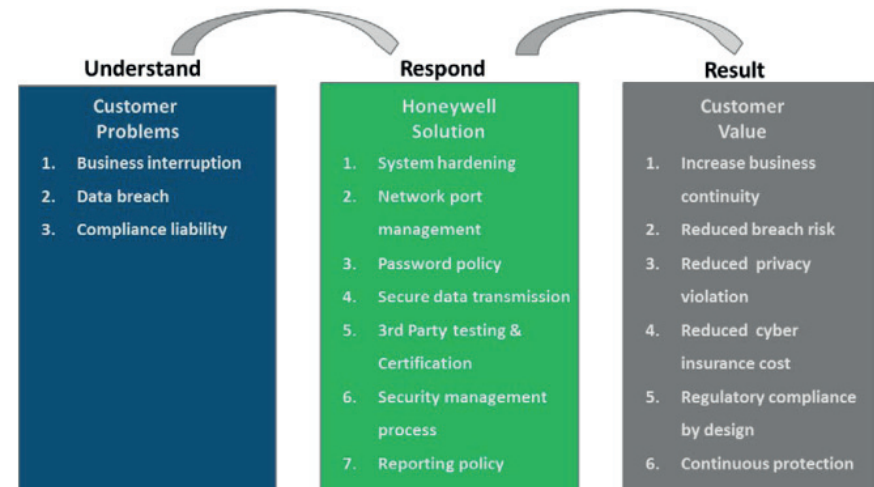 Understand
Customer
Problems
1. Business interruption
2. Data breach
3. Compliance liability
Respond
Honeywell
Solution
1. System hardening
2. Network port
management
3. Password policy
4. Secure data transmission
5. 3rd Party testing &
Certification
6. Security management
process
7. Reporting policy
Result
Customer
Value
1. Increase business
continuity
2. Reduced breach risk
3. Reduced privacy
violation
4. Reduced cyber
insurance cost
5. Regulatory compliance
by design
6. Continuous protection